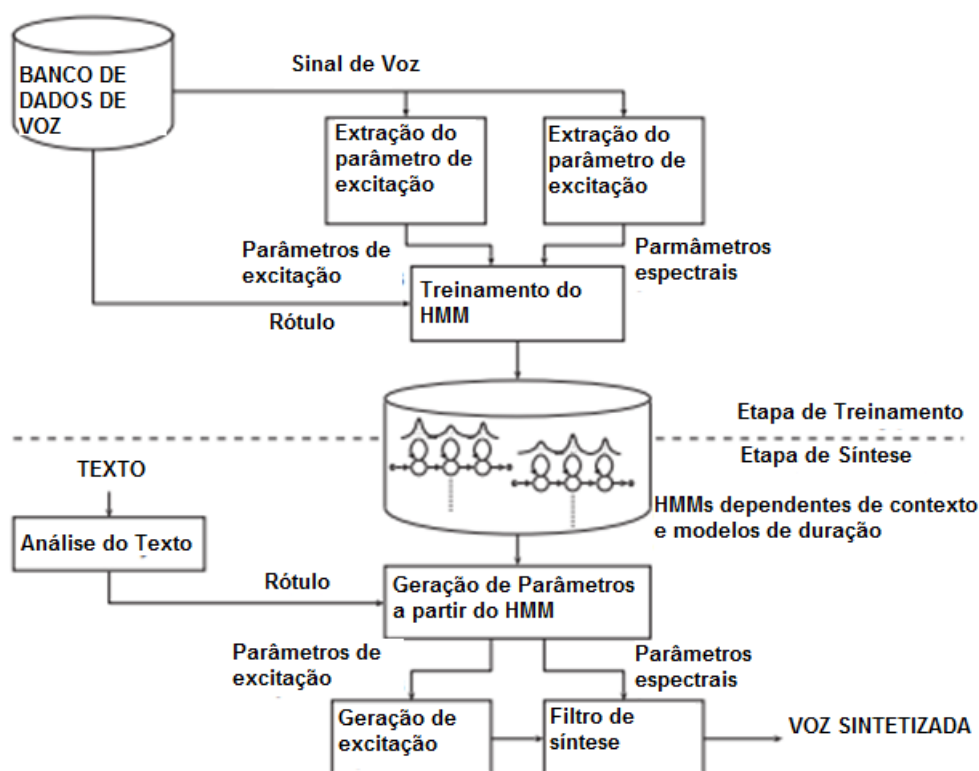 Sinal de Voz
BANCO DE
DADOS DE
VOZ
Extração do
parâmetro de
excitação
Extração do
parâmetro de
excitação
Parâmetros de
excitação
Parmâmetros
espectrais
Treinamento do
HMM
Rótulo
Etapa de Treinamento
Etapa de Síntese
TEXTO
HMMs dependentes de contexto
e modelos de duração
Análise do Texto
Rótulo
Geração de Parâmetros
a partir do HMM
Parâmetros de
excitação
Parâmetros
espectrais
Geração de
excitação
Filtro de
síntese
VOZ SINTETIZADA